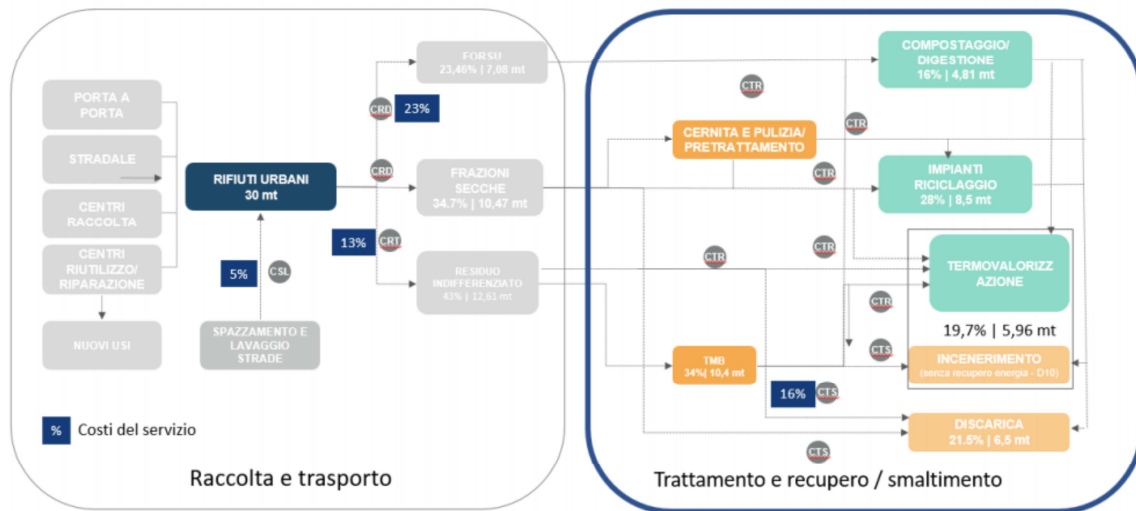 FORSU
23,46% | 7,08 mt
COMPOSTAGGIO/
DIGESTIONE
16% | 4,81 mt
CTR
PORTA A
PORTA
CRD
23%
CTR
CERNITA E PULIZIA/
PRETRATTAMENTO
STRADALE
RIFIUTI URBANI
30 mt
CRD
FRAZIONI
SECCHE
34.7% | 10,47 mt
CTR
IMPIANTI
RICICLAGGIO
28% | 8,5 mt
CENTRI
RACCOLTA
13%
CRT
CENTRI
RIUTILIZZO/
RIPARAZIONE
5%
CSL
RESIDUO
INDIFFERENZIATO
43% | 12,61 mt
CTR
CTR
TERMOVALORIZZ
AZIONE
CTR
19,7% | 5,96 mt
NUOVI USI
SPAZZAMENTO E
LAVAGGIO
STRADE
TMB
34%| 10,4 mt
CTS
INCENERIMENTO
(senza recupero energia - D10)
16%
CTS
DISCARICA
21.5% | 6,5 mt
% Costi del servizio
CTS
Raccolta e trasporto
Trattamento e recupero / smaltimento